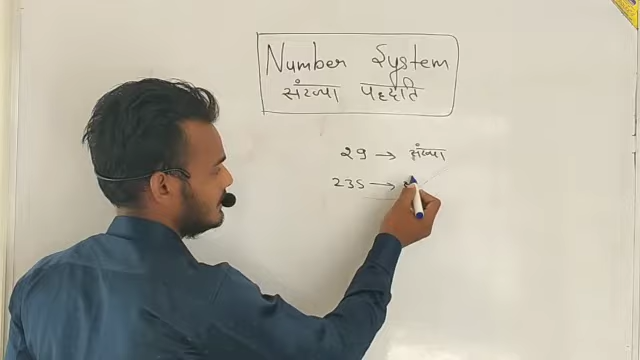 Number System
संख्या पद्धति
29 → संख्या
235 →